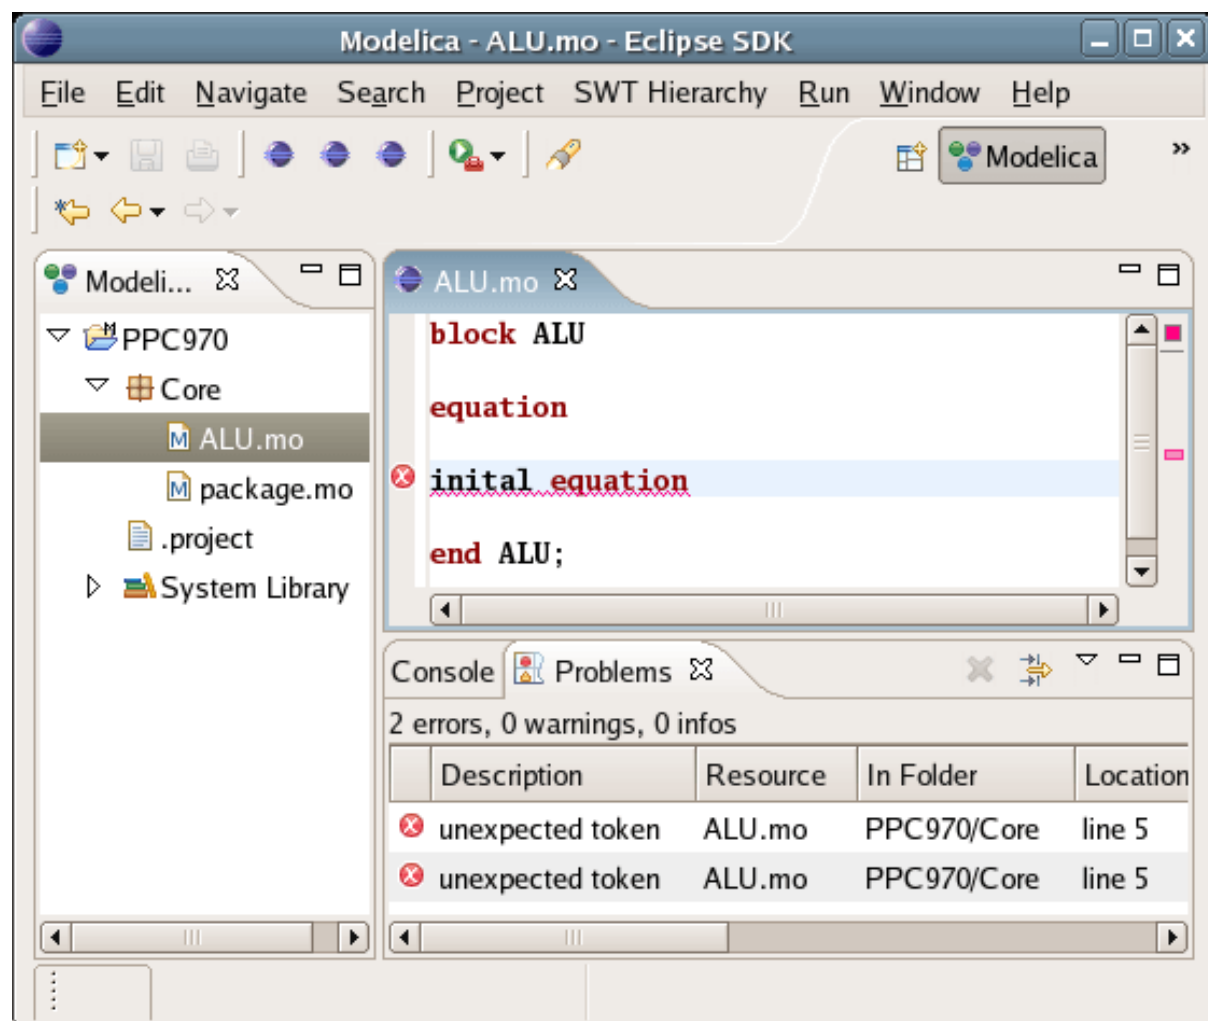 Modelica - ALU.mo - Eclipse SDK
File Edit Navigate Search Project SWT Hierarchy Run Window Help
Modelica »
Modeli...
PPC970
Core
ALU.mo
package.mo
.project
System Library
ALU.mo
block ALU
equation
inital equation
end ALU;
Console Problems
2 errors, 0 warnings, 0 infos
Description Resource In Folder Location
unexpected token ALU.mo PPC970/Core line 5
unexpected token ALU.mo PPC970/Core line 5